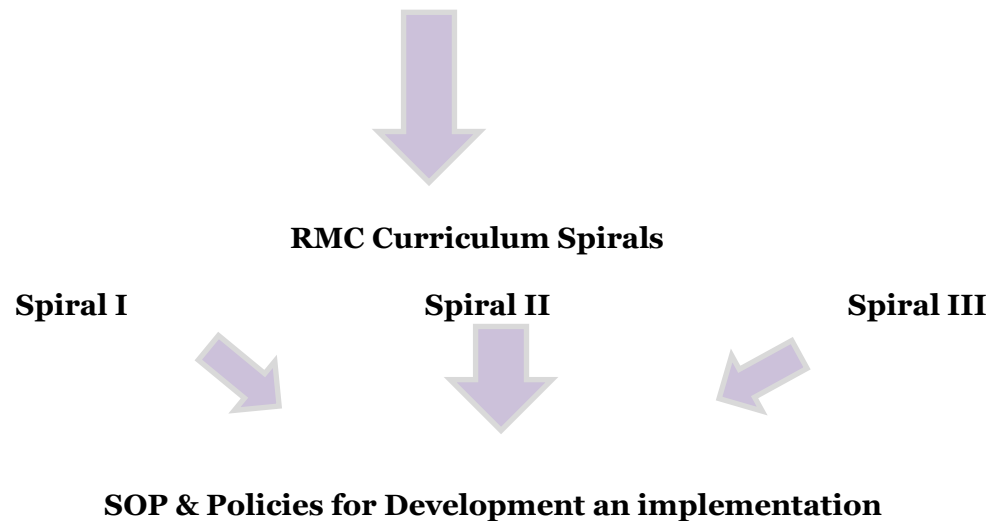 RMC Curriculum Spirals
Spiral I Spiral II Spiral III
SOP & Policies for Development an implementation